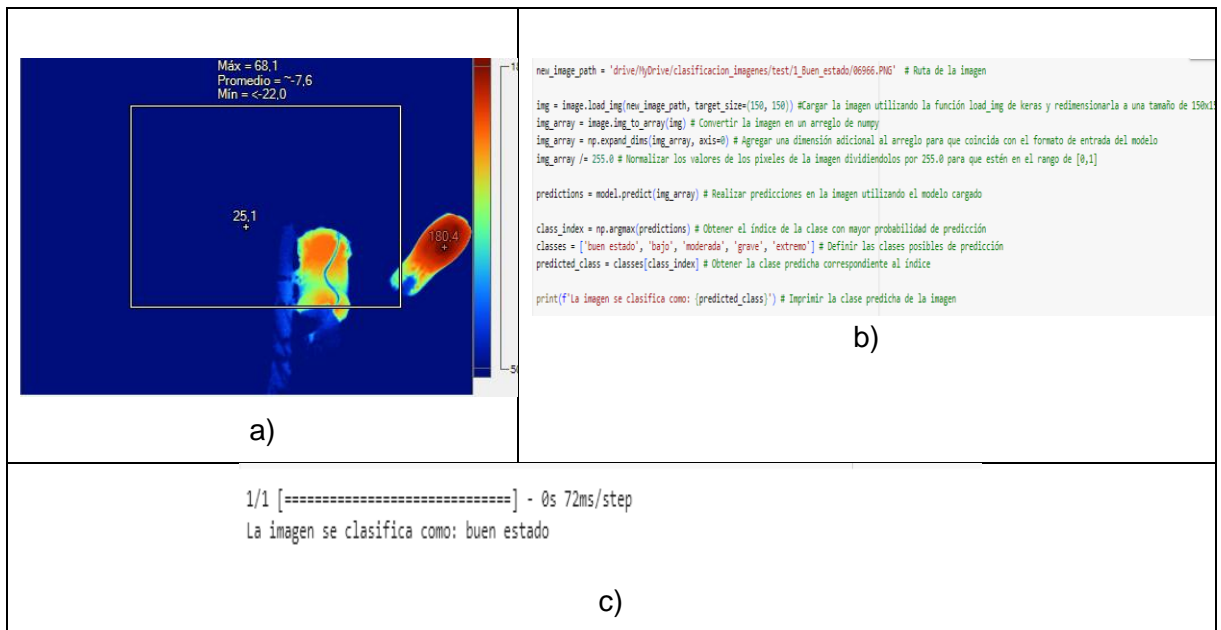 Máx = 68,1
Promedio = ~-7,6
Mín = <-22,0
25,1
180,4
a)
new_image_path = 'drive/MyDrive/clasificacion_imagenes/test/1_Buen_estado/06966.PNG' # Ruta de la imagen
img = image.load_img(new_image_path, target_size=(150, 150)) #Cargar la imagen utilizando la función load_img de keras y redimensionarla a una tamaño de
img_array = image.img_to_array(img) # Convertir la imagen en un arreglo de numpy
img_array = np.expand_dims(img_array, axis=0) # Agregar una dimensión adicional al arreglo para que coincida con el formato de entrada del modelo
img_array /= 255.0 # Normalizar los valores de los pixeles de la imagen dividiendolos por 255.0 para que estén en el rango de [0,1]
predictions = model.predict(img_array) # Realizar predicciones en la imagen utilizando el modelo cargado
class_index = np.argmax(predictions) # Obtener el índice de la clase con mayor probabilidad de predicción
classes = ['buen estado', 'bajo', 'moderada', 'grave', 'extremo'] # Definir las clases posibles de predicción
predicted_class = classes[class_index] # Obtener la clase predicha correspondiente al índice
print(f'La imagen se clasifica como: {predicted_class}') # Imprimir la clase predicha de la imagen
b)
1/1 [==============================] - 0s 72ms/step
La imagen se clasifica como: buen estado
c)